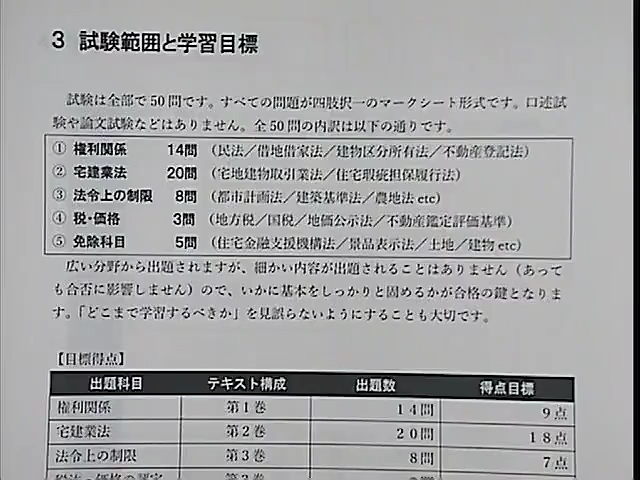 3 試験範囲と学習目標
試験は全部で50問です。すべての問題が四肢択一のマークシート形式です。口述試
験や論文試験などはありません。全50問の内訳は以下の通りです。
① 権利関係 14問 (民法／借地借家法／建物区分所有法／不動産登記法)
② 宅建業法 20問 (宅地建物取引業法／住宅瑕疵担保履行法)
③ 法令上の制限 8問 (都市計画法／建築基準法／農地法 etc)
④ 税・価格 3問 (地方税／国税／地価公示法／不動産鑑定評価基準)
⑤ 免除科目 5問 (住宅金融支援機構法／景品表示法／土地／建物 etc)
広い分野から出題されますが、細かい内容が出題されることはありません（あって
も合否に影響しません）ので、いかに基本をしっかりと固めるかが合格の鍵となりま
す。「どこまで学習するべきか」を見誤らないようにすることも大切です。
【目標得点】
出題科目 テキスト構成 出題数 得点目標
権利関係 第1巻 14問 9点
宅建業法 第2巻 20問 18点
法令上の制限 第3巻 8問 7点